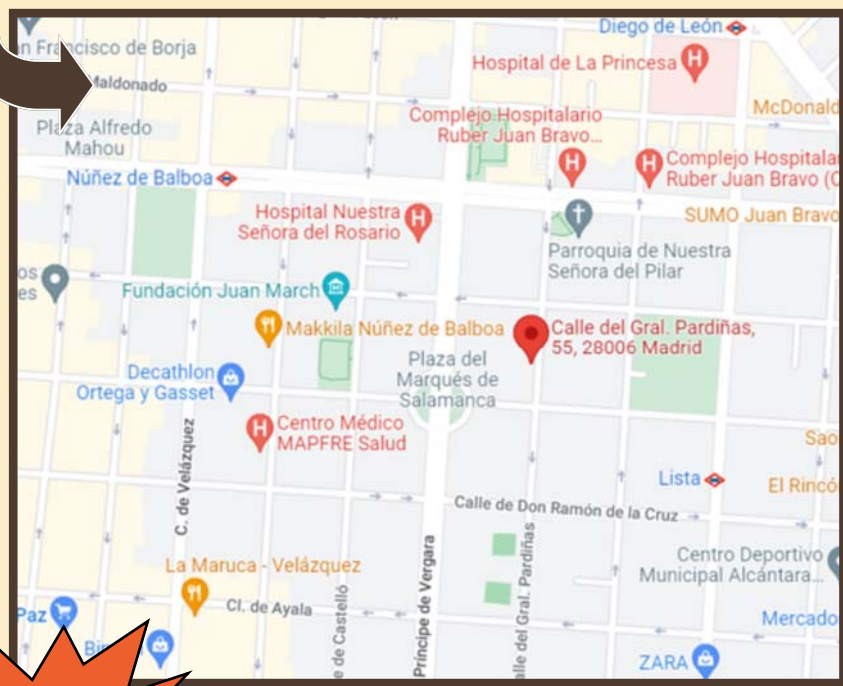 Diego de León
n Francisco de Borja
Hospital de La Princesa
H
Maldonado
McDonald
Complejo Hospitalario
Ruber Juan Bravo...
Plaza Alfredo
Mahou
H
H
Complejo Hospitala
Ruber Juan Bravo (C
Núñez de Balboa
Hospital Nuestra
Señora del Rosario
H
SUMO Juan Bravo
Parroquia de Nuestra
Señora del Pilar
os
es
Fundación Juan March
Makkila Núñez de Balboa
Calle del Gral. Pardiñas,
55, 28006 Madrid
Plaza del
Marqués de
Salamanca
Decathlon
Ortega y Gasset
H
Centro Médico
MAPFRE Salud
C. de Velázquez
Sao
Lista
El Rincó
Calle de Don Ramón de la Cruz
Príncipe de Vergara
alle del Gral. Pardiñas
Centro Deportivo
Municipal Alcántara...
La Maruca - Velázquez
e de Castelló
Cl. de Ayala
Paz
Mercado
ZARA